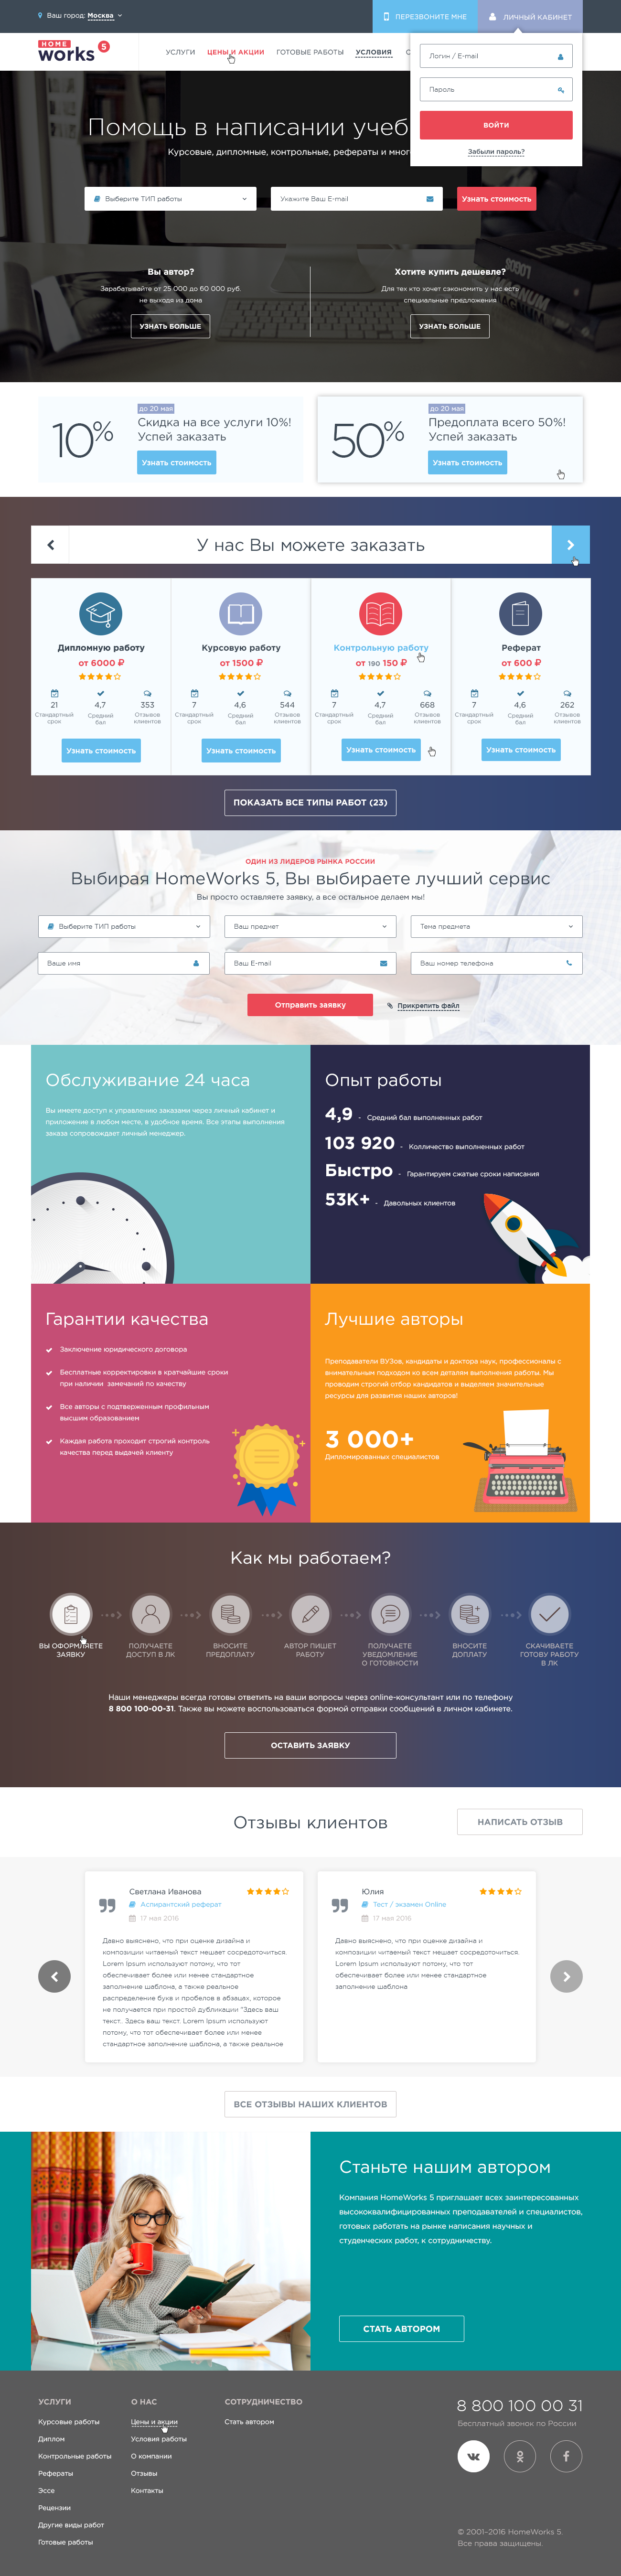 Ваш город: Москва
ПЕРЕЗВОНИТЕ МНЕ
ЛИЧНЫЙ КАБИНЕТ
HOME
works 5
УСЛУГИ
ЦЕНЫ И АКЦИИ
ГОТОВЫЕ РАБОТЫ
УСЛОВИЯ
Логин / E-mail
Пароль
ВОЙТИ
Забыли пароль?
Помощь в написании
Курсовые, дипломные, контрольные, рефераты и
Выберите ТИП работы
Укажите Ваш E-mail
Узнать стоимость
Вы автор?
Зарабатывайте от 25 000 до 60 000 руб.
не выходя из дома
УЗНАТЬ БОЛЬШЕ
Хотите купить дешевле?
Для тех кто хочет сэкономить у нас есть
специальные предложения
УЗНАТЬ БОЛЬШЕ
10%
до 20 мая
Скидка на все услуги 10%!
Успей заказать
Узнать стоимость
50%
до 20 мая
Предоплата всего 50%!
Успей заказать
Узнать стоимость
У нас Вы можете заказать
Дипломную работу
от 6000 ₽
21
Стандартный
срок
4,7
Средний
бал
353
Отзывов
клиентов
Узнать стоимость
Курсовую работу
от 1500 ₽
7
Стандартный
срок
4,6
Средний
бал
544
Отзывов
клиентов
Узнать стоимость
Контрольную работу
от 190 150 ₽
7
Стандартный
срок
4,7
Средний
бал
668
Отзывов
клиентов
Узнать стоимость
Реферат
от 600 ₽
7
Стандартный
срок
4,6
Средний
бал
262
Отзывов
клиентов
Узнать стоимость
ПОКАЗАТЬ ВСЕ ТИПЫ РАБОТ (23)
ОДИН ИЗ ЛИДЕРОВ РЫНКА РОССИИ
Выбирая HomeWorks 5, Вы выбираете лучший сервис
Вы просто оставляете заявку, а все остальное делаем мы!
Выберите ТИП работы
Ваш предмет
Тема предмета
Ваше имя
Ваш E-mail
Ваш номер телефона
Отправить заявку
Прикрепить файл
Обслуживание 24 часа
Вы имеете доступ к управлению заказами через личный кабинет и
приложение в любом месте, в удобное время. Все этапы выполнения
заказа сопровождает личный менеджер.
Опыт работы
4,9 - Средний бал выполненных работ
103 920 - Колличество выполненных работ
Быстро - Гарантируем сжатые сроки написания
53K+ - Давольных клиентов
Гарантии качества
Заключение юридического договора
Бесплатные корректировки в кратчайшие сроки
при наличии замечаний по качеству
Все авторы с подтверженным профильным
высшим образованием
Каждая работа проходит строгий контроль
качества перед выдачей клиенту
Лучшие авторы
Преподаватели ВУЗов, кандидаты и доктора наук, профессионалы с
внимательным подходом ко всем деталям выполнения работы. Мы
проводим строгий отбор кандидатов и выделяем значительные
ресурсы для развития наших авторов!
3 000+
Дипломированных специалистов
Как мы работаем?
ВЫ ОФОРМЛЯЕТЕ
ЗАЯВКУ
ПОЛУЧАЕТЕ
ДОСТУП В ЛК
ВНОСИТЕ
ПРЕДОПЛАТУ
АВТОР ПИШЕТ
РАБОТУ
ПОЛУЧАЕТЕ
УВЕДОМЛЕНИЕ
О ГОТОВНОСТИ
ВНОСИТЕ
ДОПЛАТУ
СКАЧИВАЕТЕ
ГОТОВУ РАБОТУ
В ЛК
Наши менеджеры всегда готовы ответить на ваши вопросы через online-консультант или по телефону
8 800 100-00-31. Также вы можете воспользоваться формой отправки сообщений в личном кабинете.
ОСТАВИТЬ ЗАЯВКУ
Отзывы клиентов
НАПИСАТЬ ОТЗЫВ
Светлана Иванова
Аспирантский реферат
17 мая 2016
Давно выяснено, что при оценке дизайна и
композиции читаемый текст мешает сосредоточиться.
Lorem Ipsum используют потому, что тот
обеспечивает более или менее стандартное
заполнение шаблона, а также реальное
распределение букв и пробелов в абзацах, которое
не получается при простой дубликации "Здесь ваш
текст.. Здесь ваш текст. Lorem Ipsum используют
потому, что тот обеспечивает более или менее
стандартное заполнение шаблона, а также реальное
Юлия
Тест / экзамен Online
17 мая 2016
Давно выяснено, что при оценке дизайна и
композиции читаемый текст мешает сосредоточиться.
Lorem Ipsum используют потому, что тот
обеспечивает более или менее стандартное
заполнение шаблона
ВСЕ ОТЗЫВЫ НАШИХ КЛИЕНТОВ
Станьте нашим автором
Компания HomeWorks 5 приглашает всех заинтересованных
высококвалифицированных преподавателей и специалистов,
готовых работать на рынке написания научных и
студенческих работ, к сотрудничеству.
СТАТЬ АВТОРОМ
УСЛУГИ
Курсовые работы
Диплом
Контрольные работы
Рефераты
Эссе
Рецензии
Другие виды работ
Готовые работы
О НАС
Цены и акции
Условия работы
О компании
Отзывы
Контакты
СОТРУДНИЧЕСТВО
Стать автором
8 800 100 00 31
Бесплатный звонок по России
© 2001–2016 HomeWorks 5.
Все права защищены.